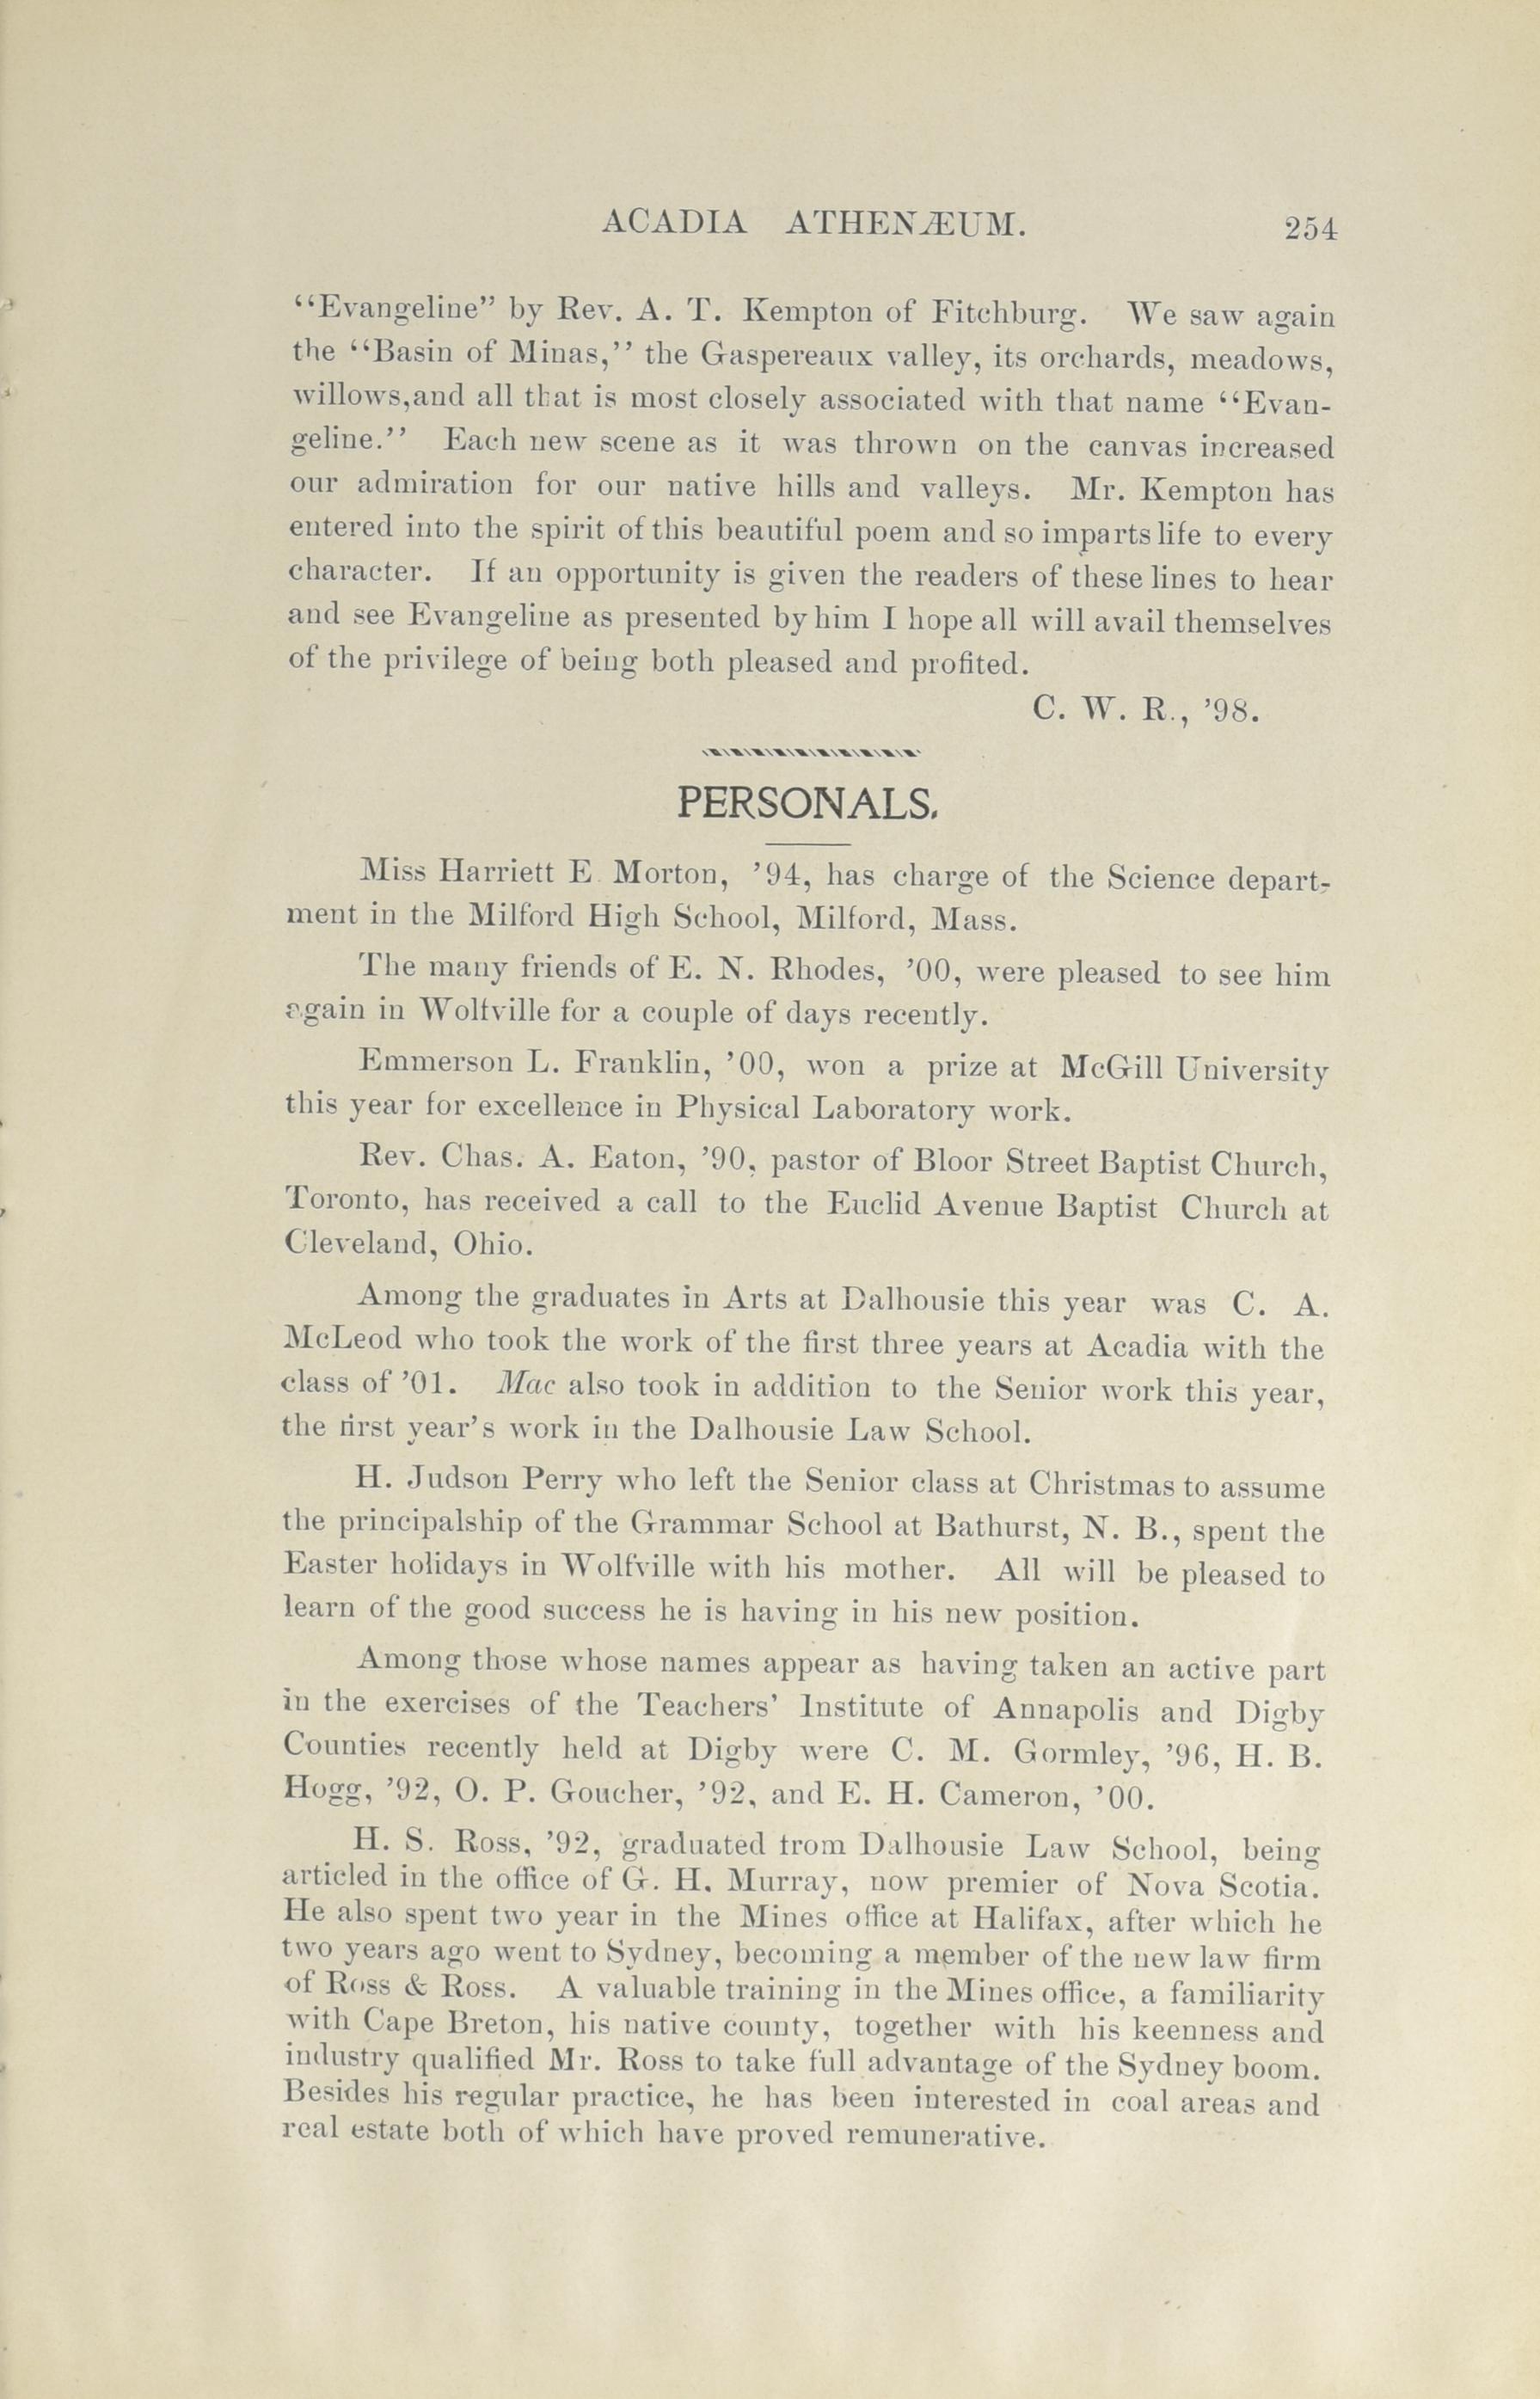 ACADIA ATHENÆUM. 254
“Evangeline” by Rev. A. T. Kempton of Fitchburg. We saw again
the “Basin of Minas,” the Gaspereaux valley, its orchards, meadows,
willows,and all that is most closely associated with that name “Evan-
geline.” Each new scene as it was thrown on the canvas increased
our admiration for our native hills and valleys. Mr. Kempton has
entered into the spirit of this beautiful poem and so imparts life to every
character. If an opportunity is given the readers of these lines to hear
and see Evangeline as presented by him I hope all will avail themselves
of the privilege of being both pleased and profited.
C. W. R., ’98.
PERSONALS.
Miss Harriett E Morton, ’94, has charge of the Science depart-
ment in the Milford High School, Milford, Mass.
The many friends of E. N. Rhodes, ’00, were pleased to see him
again in Wolfville for a couple of days recently.
Emmerson L. Franklin, ’00, won a prize at McGill University
this year for excellence in Physical Laboratory work.
Rev. Chas. A. Eaton, ’90, pastor of Bloor Street Baptist Church,
Toronto, has received a call to the Euclid Avenue Baptist Church at
Cleveland, Ohio.
Among the graduates in Arts at Dalhousie this year was C. A.
McLeod who took the work of the first three years at Acadia with the
class of ’01. Mac also took in addition to the Senior work this year,
the first year’s work in the Dalhousie Law School.
H. Judson Perry who left the Senior class at Christmas to assume
the principalship of the Grammar School at Bathurst, N. B., spent the
Easter holidays in Wolfville with his mother. All will be pleased to
learn of the good success he is having in his new position.
Among those whose names appear as having taken an active part
in the exercises of the Teachers’ Institute of Annapolis and Digby
Counties recently held at Digby were C. M. Gormley, ’96, H. B.
Hogg, ’92, O. P. Goucher, ’92, and E. H. Cameron, ’00.
H. S. Ross, ’92, graduated from Dalhousie Law School, being
articled in the office of G. H. Murray, now premier of Nova Scotia.
He also spent two year in the Mines office at Halifax, after which he
two years ago went to Sydney, becoming a member of the new law firm
of Ross & Ross. A valuable training in the Mines office, a familiarity
with Cape Breton, his native county, together with his keenness and
industry qualified Mr. Ross to take full advantage of the Sydney boom.
Besides his regular practice, he has been interested in coal areas and
real estate both of which have proved remunerative.